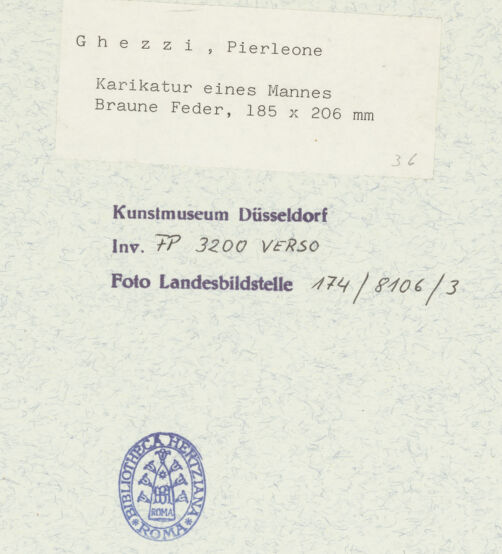 G h e z z i , Pierleone
Karikatur eines Mannes
Braune Feder, 185 x 206 mm
36
Kunstmuseum Düsseldorf
Inv. FP 3200 VERSO
Foto Landesbildstelle 174/8106/3
BIBLIOTHECA HERTZIANA
ROMA
* ROMA *